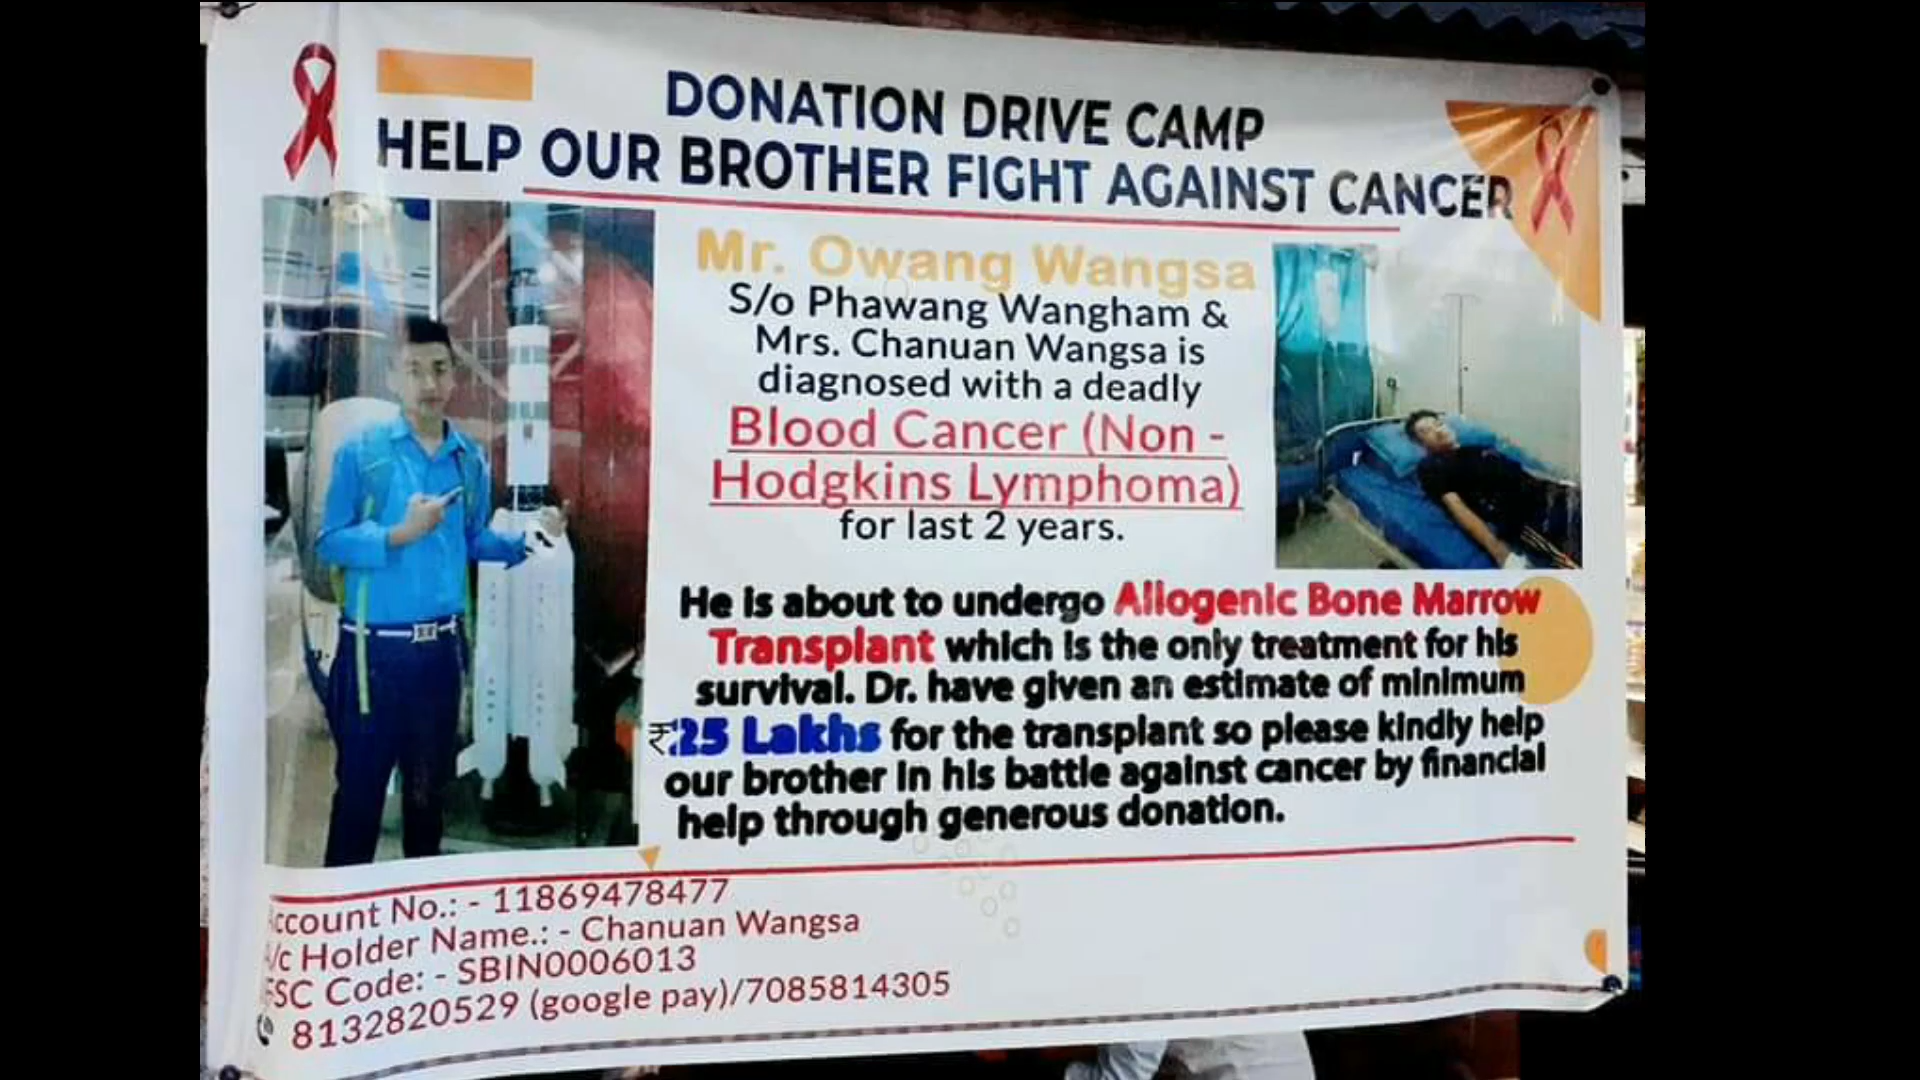 DONATION DRIVE CAMP
HELP OUR BROTHER FIGHT AGAINST CANCER
Mr. Owang Wangsa
S/o Phawang Wangham &
Mrs. Chanuan Wangsa is
diagnosed with a deadly
Blood Cancer (Non -
Hodgkins Lymphoma)
for last 2 years.
He is about to undergo Allogenic Bone Marrow
Transplant which is the only treatment for his
survival. Dr. have given an estimate of minimum
₹.25 Lakhs for the transplant so please kindly help
our brother in his battle against cancer by financial
help through generous donation.
Account No.: - 11869478477
A/c Holder Name.: - Chanuan Wangsa
IFSC Code: - SBIN0006013
8132820529 (google pay)/7085814305